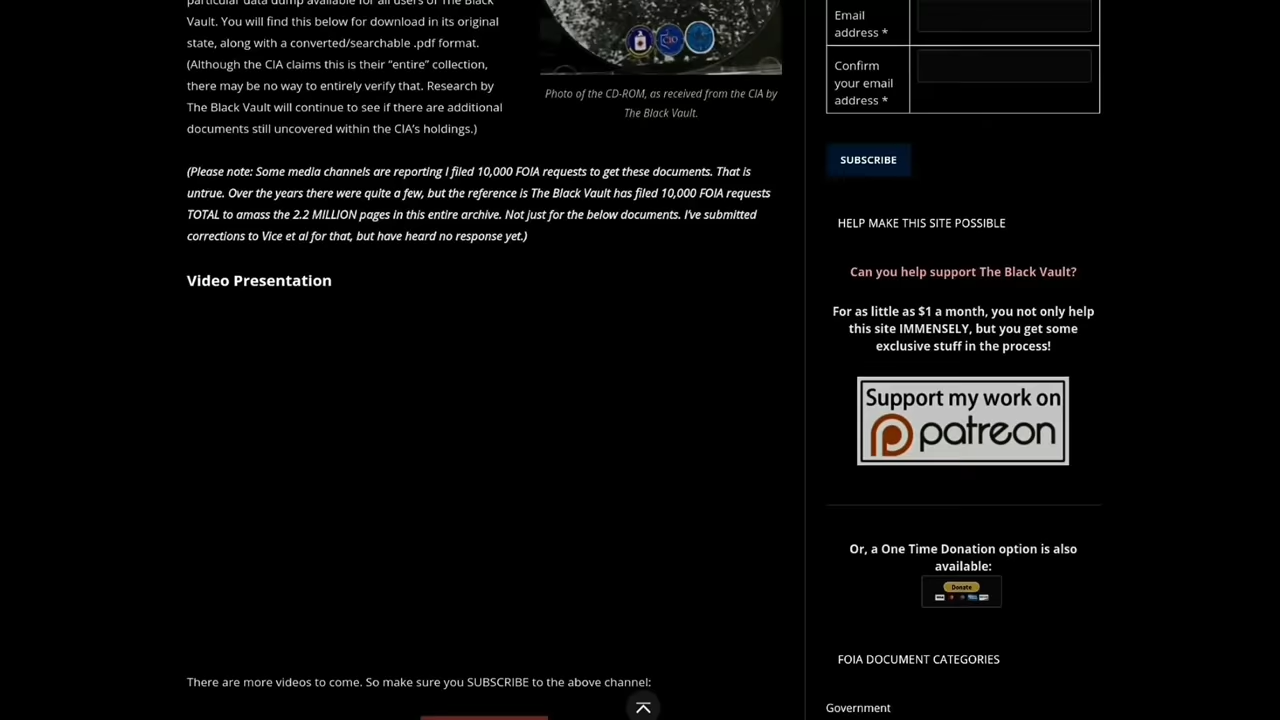 particular data dump available for all users of The Black
Vault. You will find this below for download in its original
state, along with a converted/searchable .pdf format.
(Although the CIA claims this is their “entire” collection,
there may be no way to entirely verify that. Research by
The Black Vault will continue to see if there are additional
documents still uncovered within the CIA’s holdings.)
Photo of the CD-ROM, as received from the CIA by
The Black Vault.
(Please note: Some media channels are reporting I filed 10,000 FOIA requests to get these documents. That is
untrue. Over the years there were quite a few, but the reference is The Black Vault has filed 10,000 FOIA requests
TOTAL to amass the 2.2 MILLION pages in this entire archive. Not just for the below documents. I’ve submitted
corrections to Vice et al for that, but have heard no response yet.)
Video Presentation
There are more videos to come. So make sure you SUBSCRIBE to the above channel:
Email
address *
Confirm
your email
address *
SUBSCRIBE
HELP MAKE THIS SITE POSSIBLE
Can you help support The Black Vault?
For as little as $1 a month, you not only help
this site IMMENSELY, but you get some
exclusive stuff in the process!
Support my work on
patreon
Or, a One Time Donation option is also
available:
Donate
FOIA DOCUMENT CATEGORIES
Government